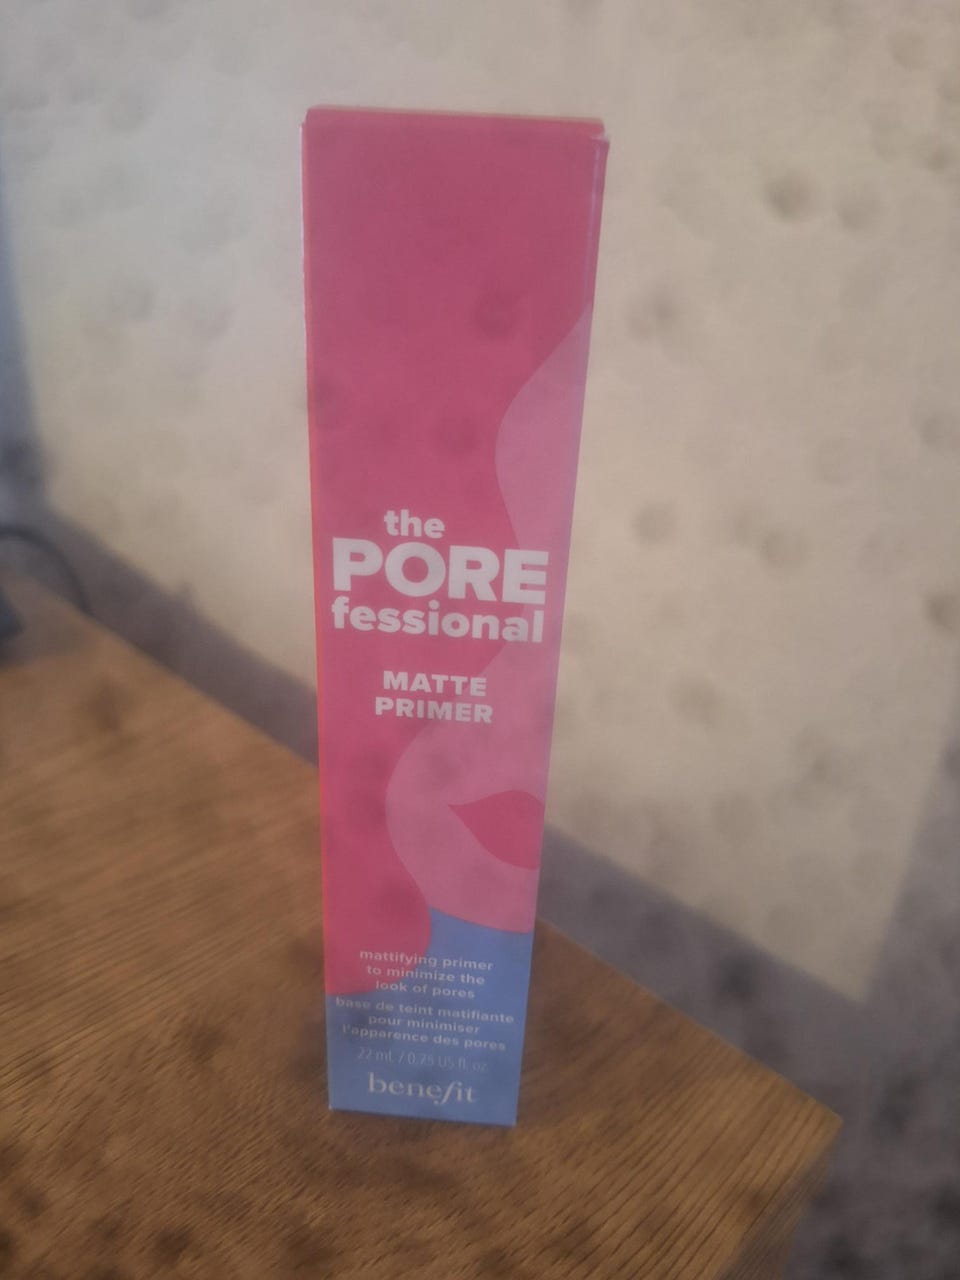 the
PORE
fessional
MATTE
PRIMER
mattifying primer
to minimize the
look of pores
base de teint matifiante
pour minimiser
l'apparence des pores
22 mL / 0.75 US fl. oz.
benefit